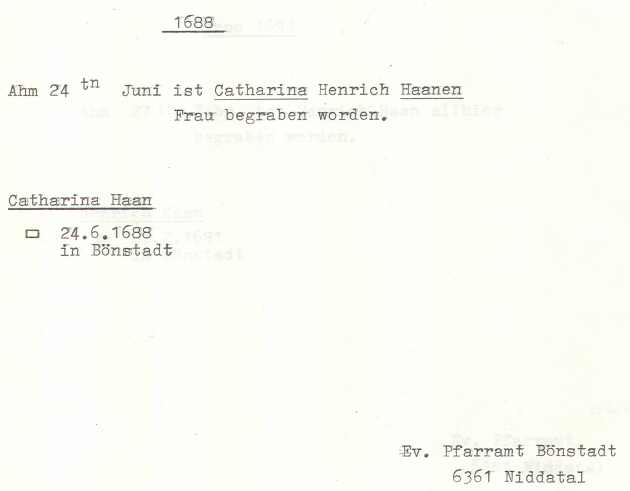 1688
Ahm 24 tn Juni ist Catharina Henrich Haanen
Frau begraben worden.
Catharina Haan
▭ 24.6.1688
in Bönstadt
Ev. Pfarramt Bönstadt
6361 Niddatal